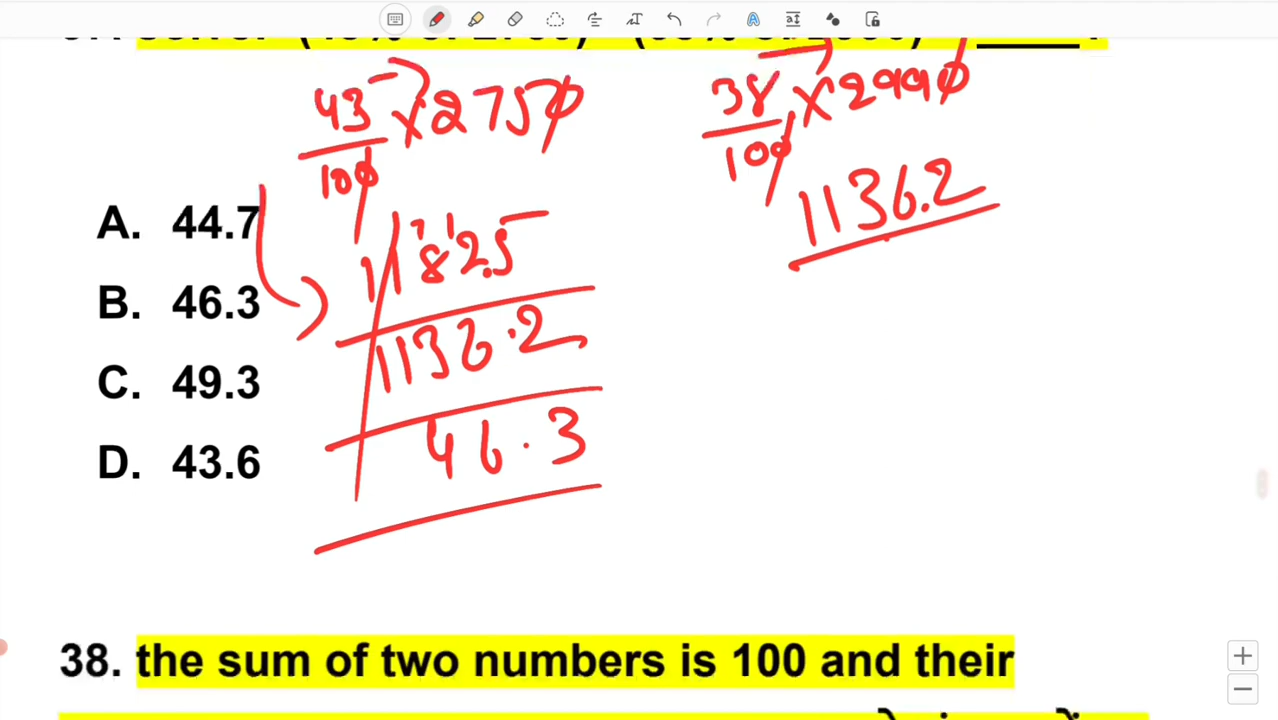 43/100 × 2750 38/100 × 2990
1136.2
A. 44.7
1182.5
B. 46.3
1136.2
C. 49.3
46.3
D. 43.6
38. the sum of two numbers is 100 and their